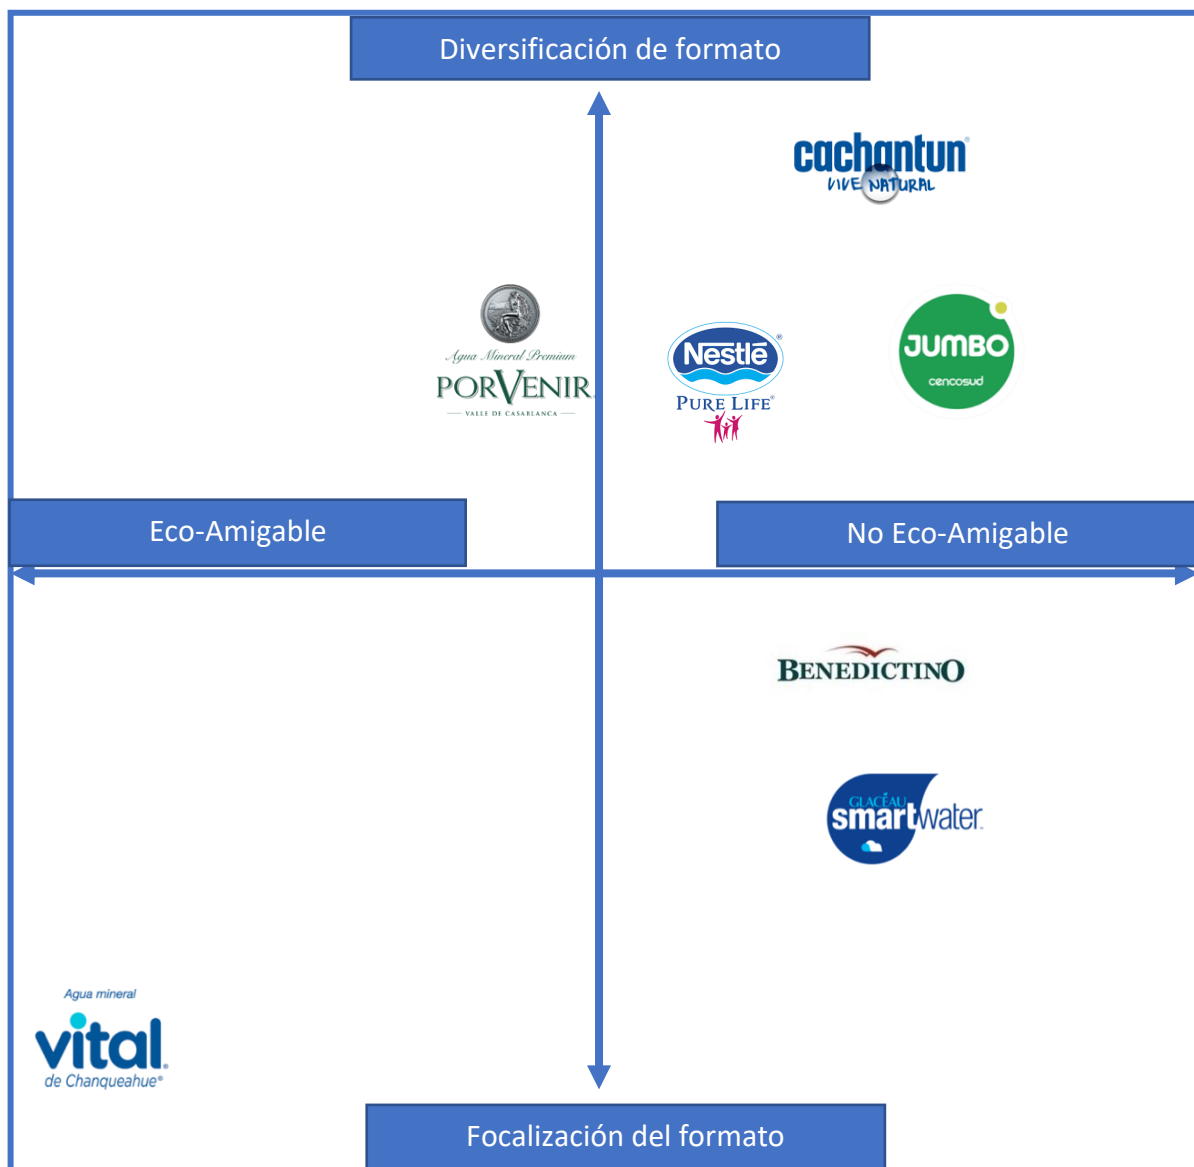 Diversificación de formato
cachantun®
VIVE NATURAL
Agua Mineral Premium
PORVENIR
VALLE DE CASABLANCA
Nestlé®
PURE LIFE®
JUMBO
cencosud
Eco-Amigable
No Eco-Amigable
BENEDICTINO
GLACÉAU
smartwater™
Agua mineral
vital®
de Chanqueahue®
Focalización del formato